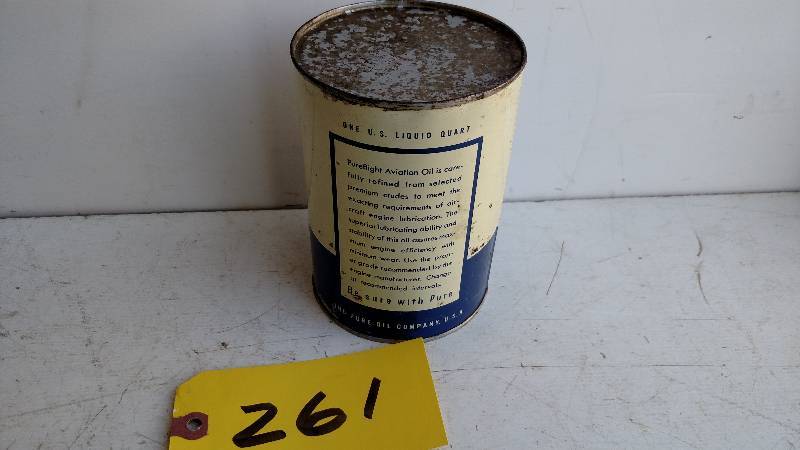 ONE U.S. LIQUID QUART
Pureflight Aviation Oil is care-
fully refined from selected
premium crudes to meet the
exacting requirements of air-
craft engine lubrication. The
superior lubricating ability and
stability of this oil assures maxi-
mum engine efficiency with
minimum wear. Use the prop-
er grade recommended by the
engine manufacturer. Change
at recommended intervals.
Be sure with Pure
THE PURE OIL COMPANY, U.S.A.
261